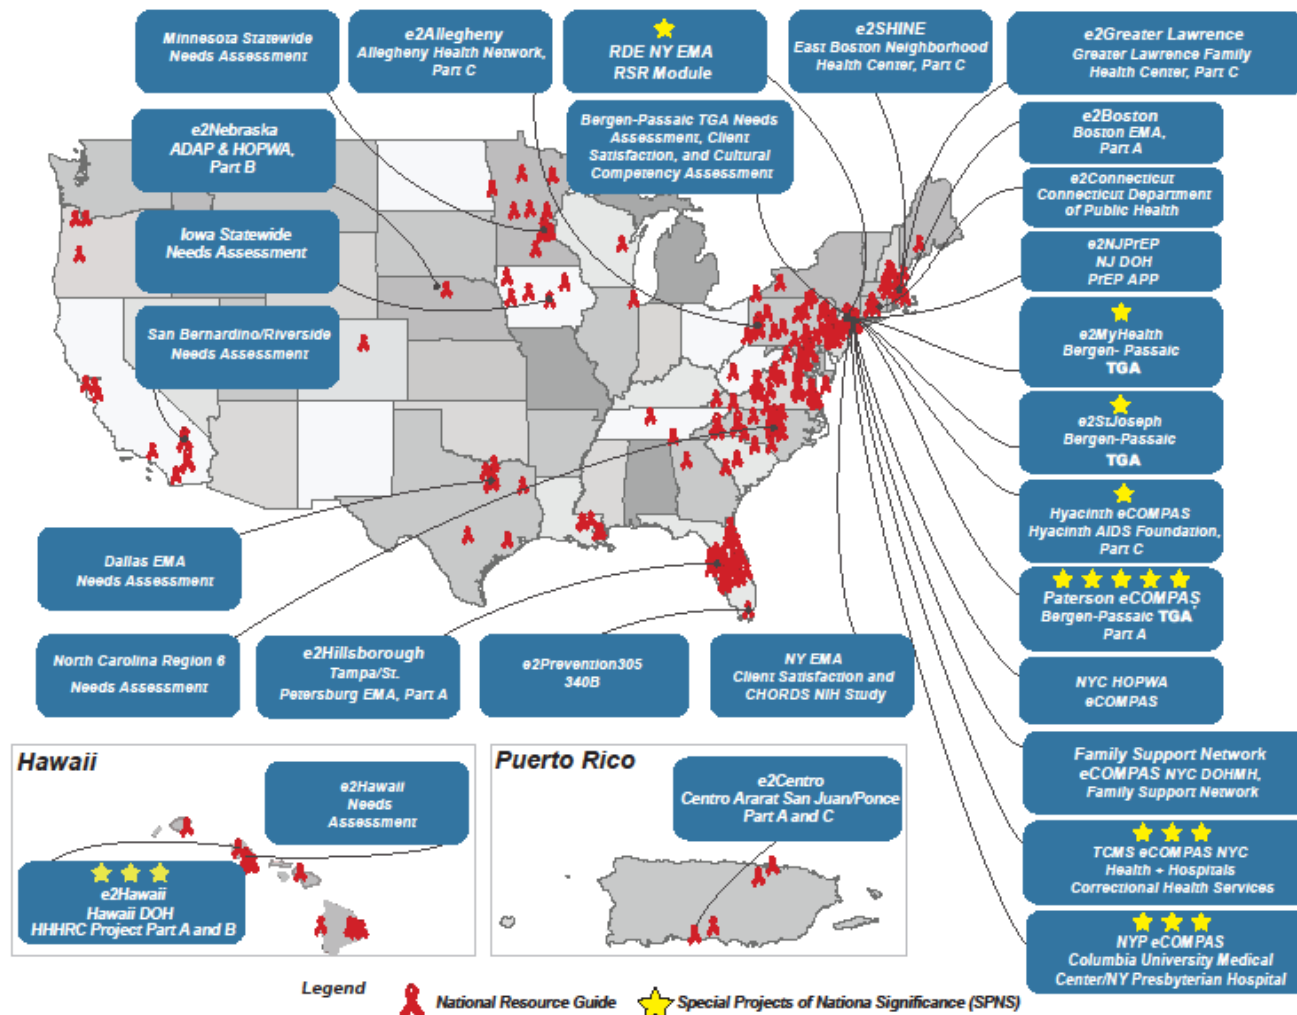 Minnesota Statewide
Needs Assessment
e2Allegheny
Allegheny Health Network,
Part C
RDE NY EMA
RSR Module
e2SHINE
East Boston Neighborhood
Health Center, Part C
e2Greater Lawrence
Greater Lawrence Family
Health Center, Part C
e2Nebraska
ADAP & HOPWA,
Part B
Bergen-Passaic TGA Needs
Assessment, Client
Satisfaction, and Cultural
Competency Assessment
e2Boston
Boston EMA,
Part A
e2Connecticut
Connecticut Department
of Public Health
Iowa Statewide
Needs Assessment
e2NJPrEP
NJ DOH
PrEP APP
San Bernardino/Riverside
Needs Assessment
e2MyHealth
Bergen- Passaic
TGA
e2StJoseph
Bergen-Passaic
TGA
Hyacinth eCOMPAS
Hyacinth AIDS Foundation,
Part C
Dallas EMA
Needs Assessment
Paterson eCOMPAS
Bergen-Passaic TGA,
Part A
North Carolina Region 6
Needs Assessment
e2Hillsborough
Tampa/St.
Petersburg EMA, Part A
e2Prevention305
340B
NY EMA
Client Satisfaction and
CHORDS NIH Study
NYC HOPWA
eCOMPAS
Family Support Network
eCOMPAS NYC DOHMH,
Family Support Network
TCMS eCOMPAS NYC
Health + Hospitals
Correctional Health Services
NYP eCOMPAS
Columbia University Medical
Center/NY Presbyterian Hospital
Hawaii
e2Hawaii
Needs
Assessment
e2Hawaii
Hawaii DOH
HHHRC Project Part A and B
Puerto Rico
e2Centro
Centro Ararat San Juan/Ponce
Part A and C
Legend
National Resource Guide
Special Projects of Nationa Significance (SPNS)